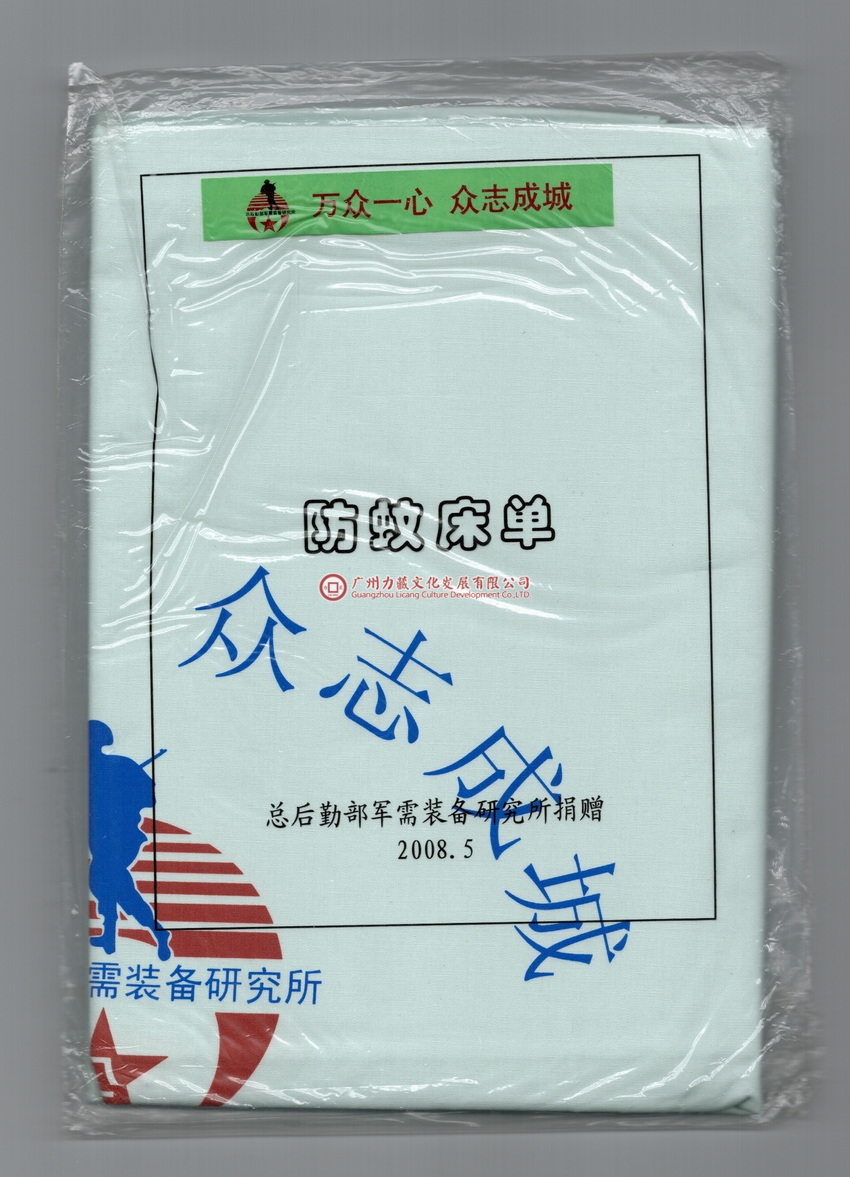 万众一心 众志成城
防蚊床单
广州力藏文化发展有限公司
Guangzhou Licang Culture Development Co.,LTD
众志成城
总后勤部军需装备研究所捐赠
2008.5
需装备研究所